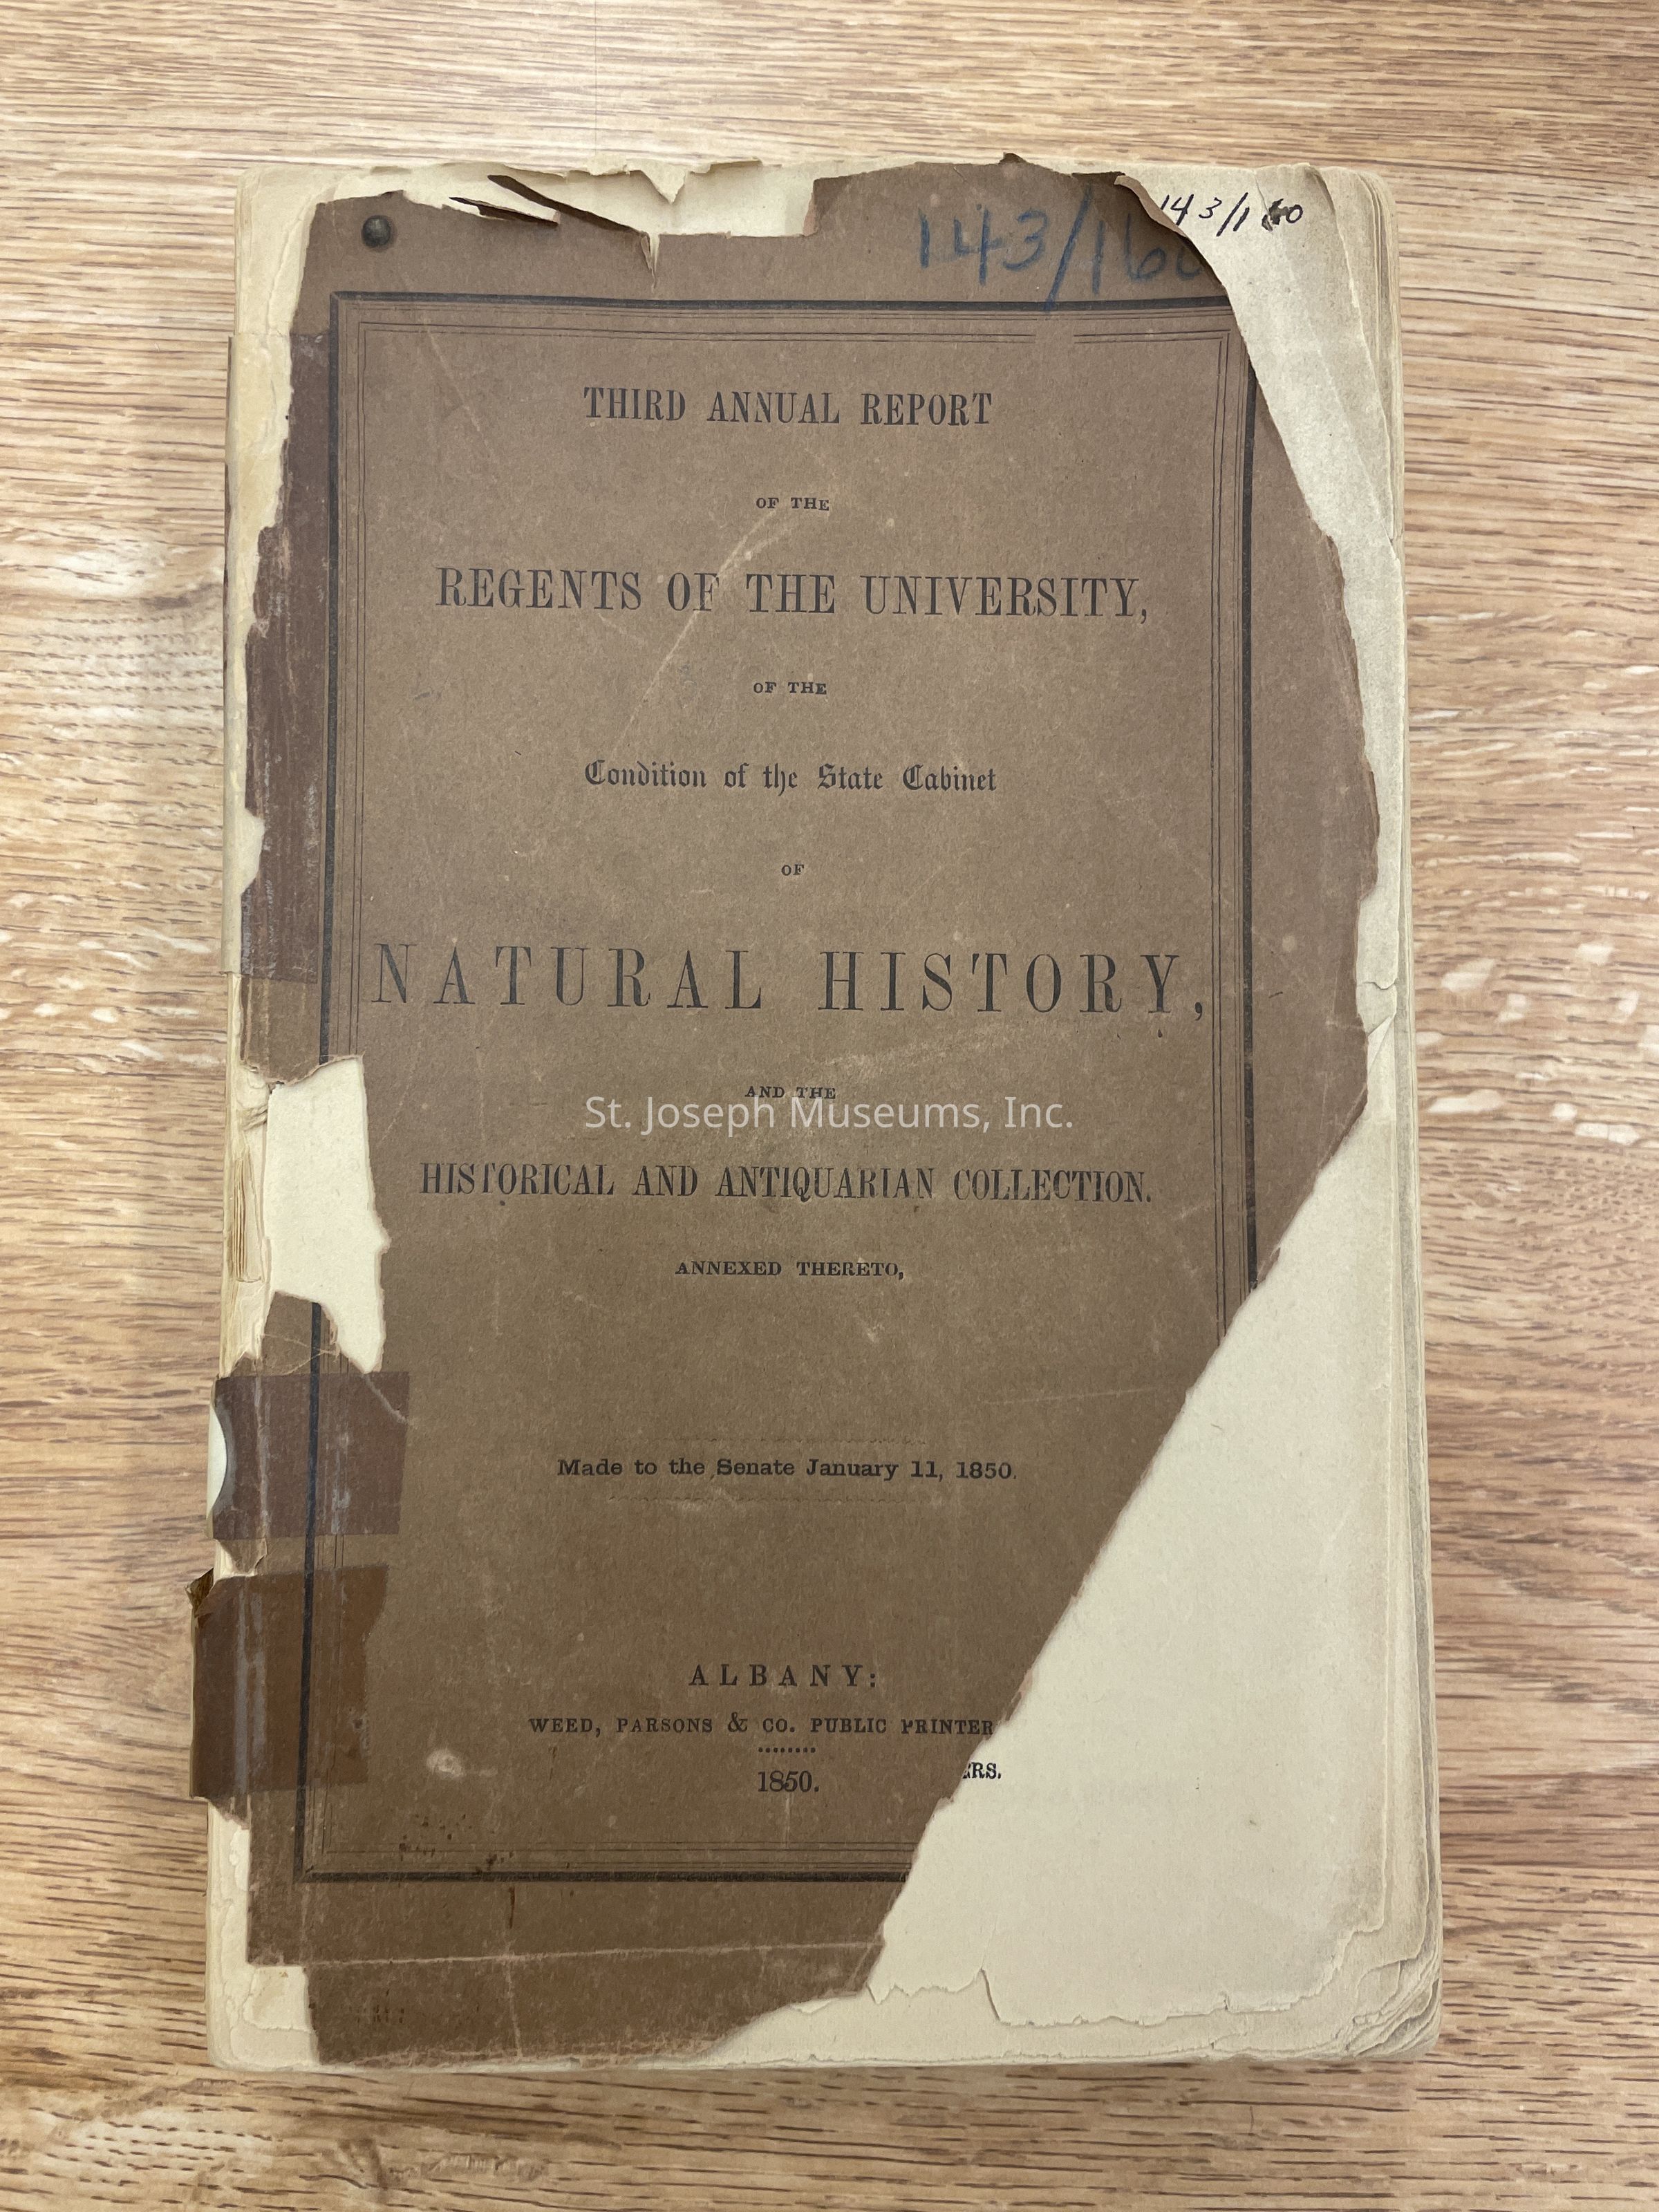 143/160
143/160
THIRD ANNUAL REPORT
OF THE
REGENTS OF THE UNIVERSITY,
OF THE
Condition of the State Cabinet
OF
NATURAL HISTORY,
AND THE
St. Joseph Museums, Inc.
HISTORICAL AND ANTIQUARIAN COLLECTION.
ANNEXED THERETO,
Made to the Senate January 11, 1850.
ALBANY:
WEED, PARSONS & CO. PUBLIC PRINTER
ERS.
1850.